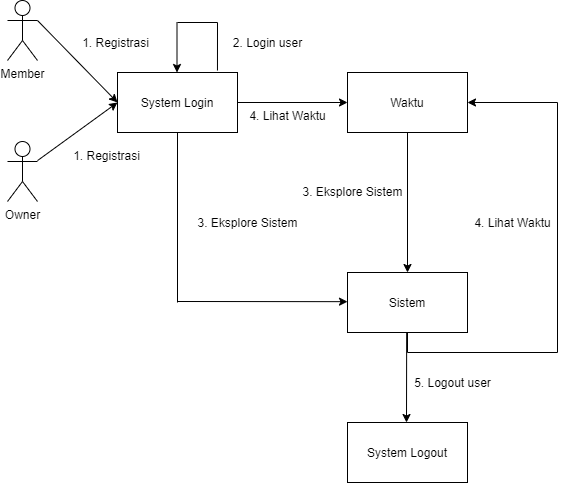 1. Registrasi
2. Login user
Member
System Login
Waktu
4. Lihat Waktu
1. Registrasi
3. Eksplore Sistem
Owner
3. Eksplore Sistem
4. Lihat Waktu
Sistem
5. Logout user
System Logout